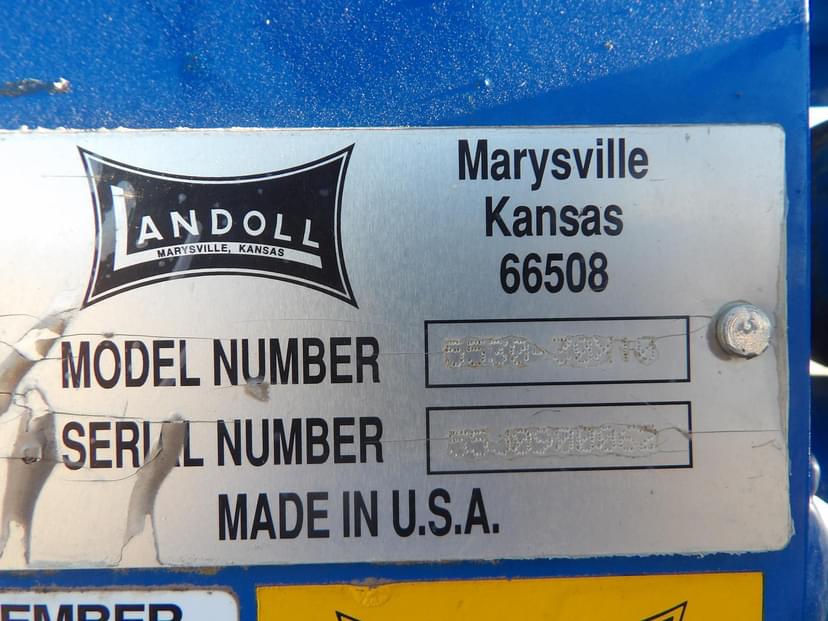 LANDOLL
MARYSVILLE, KANSAS
Marysville
Kansas
66508
MODEL NUMBER
SERIAL NUMBER
MADE IN U.S.A.
EMBER